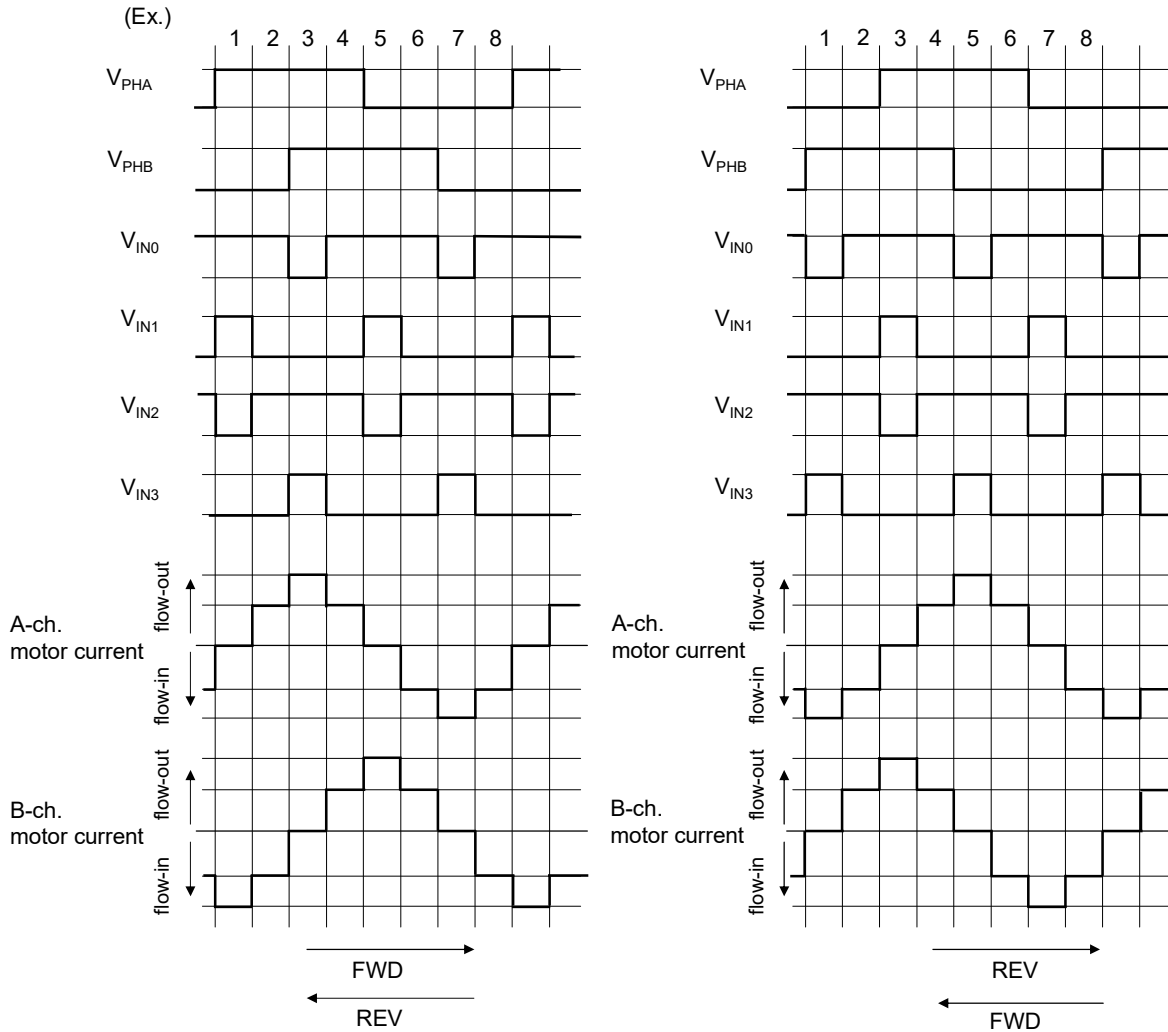 (Ex.)
1 2 3 4 5 6 7 8
V_PHA
V_PHB
V_IN0
V_IN1
V_IN2
V_IN3
flow-out
A-ch.
motor current
flow-in
flow-out
B-ch.
motor current
flow-in
FWD
REV
1 2 3 4 5 6 7 8
V_PHA
V_PHB
V_IN0
V_IN1
V_IN2
V_IN3
flow-out
A-ch.
motor current
flow-in
flow-out
B-ch.
motor current
flow-in
REV
FWD